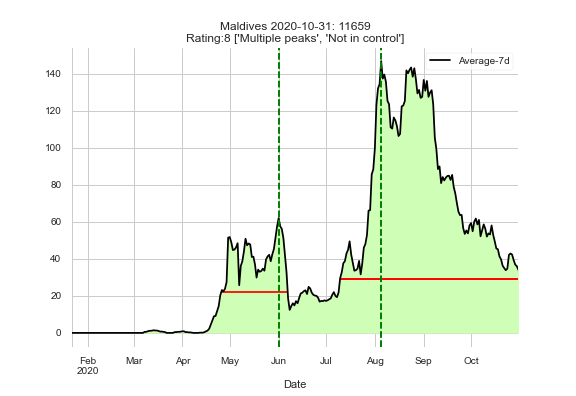 Maldives 2020-10-31: 11659
Rating:8 ['Multiple peaks', 'Not in control']
Average-7d
140
120
100
80
60
40
20
0
Feb Mar Apr May Jun Jul Aug Sep Oct
2020
Date